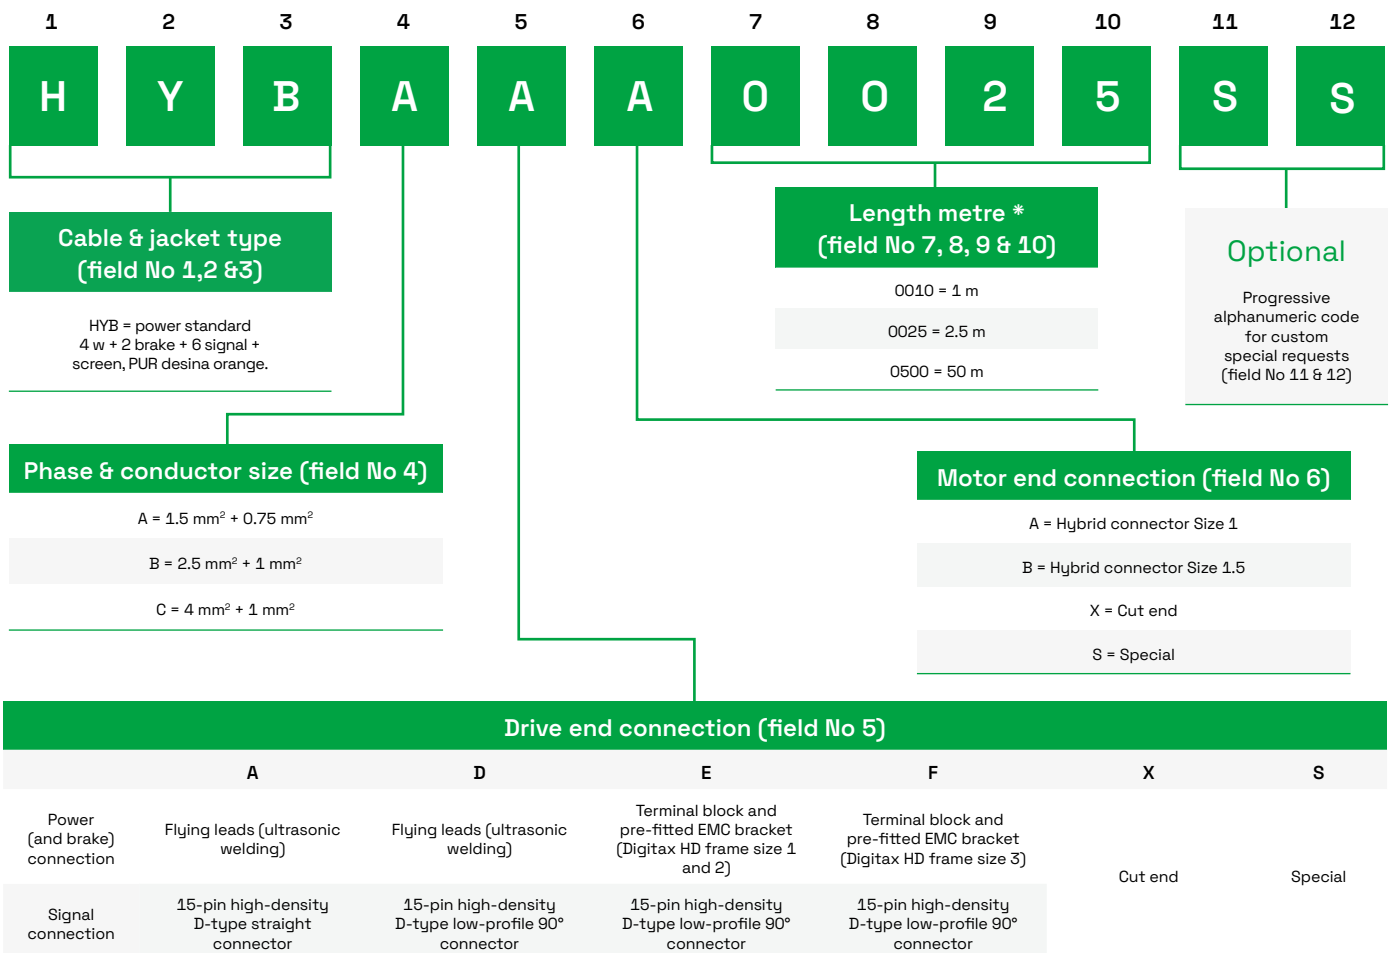 1 2 3 4 5 6 7 8 9 10 11 12
H Y B A A A 0 0 2 5 S S
Cable & jacket type
(field No 1,2 &3)
HYB = power standard
4 w + 2 brake + 6 signal +
screen, PUR desina orange.
Length metre *
(field No 7, 8, 9 & 10)
0010 = 1 m
0025 = 2.5 m
0500 = 50 m
Optional
Progressive
alphanumeric code
for custom
special requests
(field No 11 & 12)
Phase & conductor size (field No 4)
A = 1.5 mm² + 0.75 mm²
B = 2.5 mm² + 1 mm²
C = 4 mm² + 1 mm²
Motor end connection (field No 6)
A = Hybrid connector Size 1
B = Hybrid connector Size 1.5
X = Cut end
S = Special
Drive end connection (field No 5)
A D E F X S
Power
(and brake)
connection
Flying leads (ultrasonic
welding)
Flying leads (ultrasonic
welding)
Terminal block and
pre-fitted EMC bracket
(Digitax HD frame size 1
and 2)
Terminal block and
pre-fitted EMC bracket
(Digitax HD frame size 3)
Cut end
Special
Signal
connection
15-pin high-density
D-type straight
connector
15-pin high-density
D-type low-profile 90°
connector
15-pin high-density
D-type low-profile 90°
connector
15-pin high-density
D-type low-profile 90°
connector